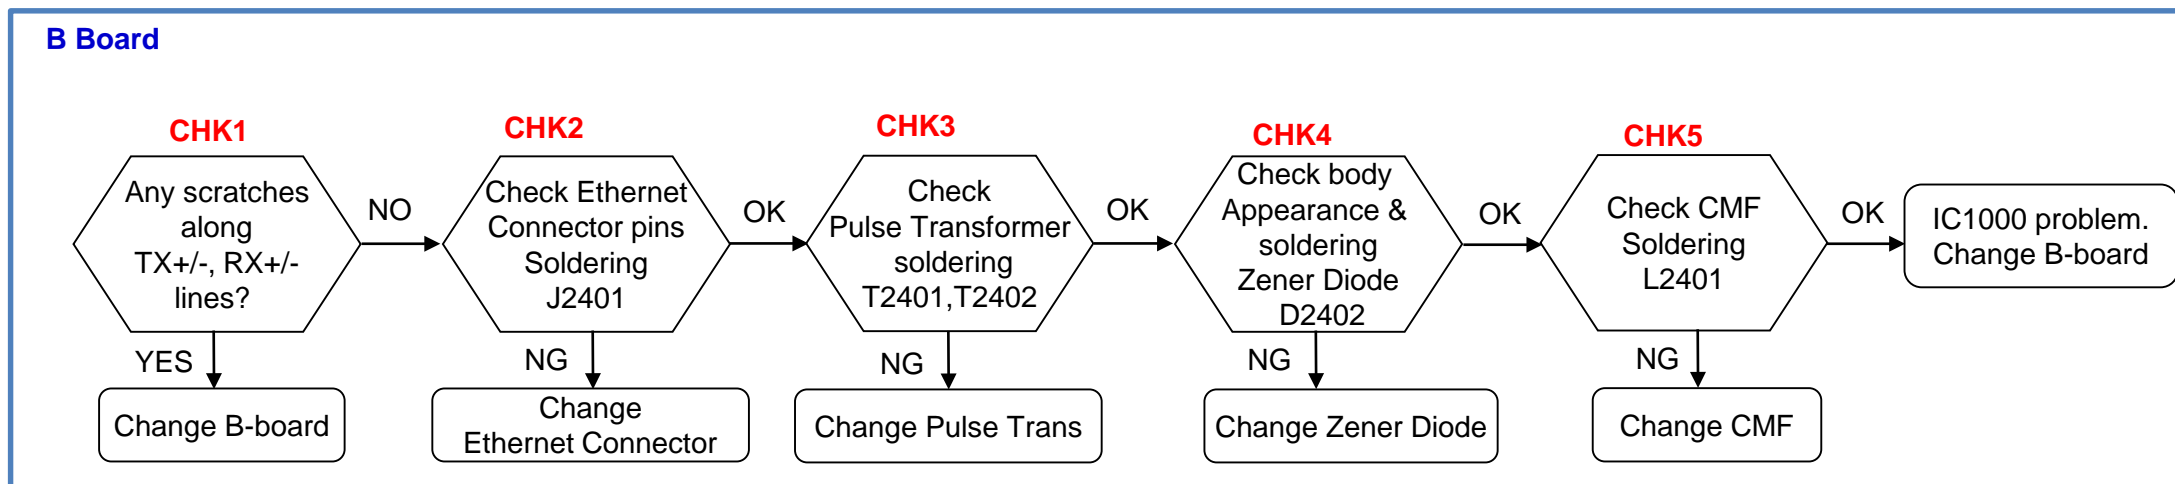 B Board
CHK1
Any scratches
along
TX+/-, RX+/-
lines?
NO
YES
Change B-board
CHK2
Check Ethernet
Connector pins
Soldering
J2401
OK
NG
Change
Ethernet Connector
CHK3
Check
Pulse Transformer
soldering
T2401,T2402
OK
NG
Change Pulse Trans
CHK4
Check body
Appearance &
soldering
Zener Diode
D2402
OK
NG
Change Zener Diode
CHK5
Check CMF
Soldering
L2401
OK
NG
Change CMF
IC1000 problem.
Change B-board